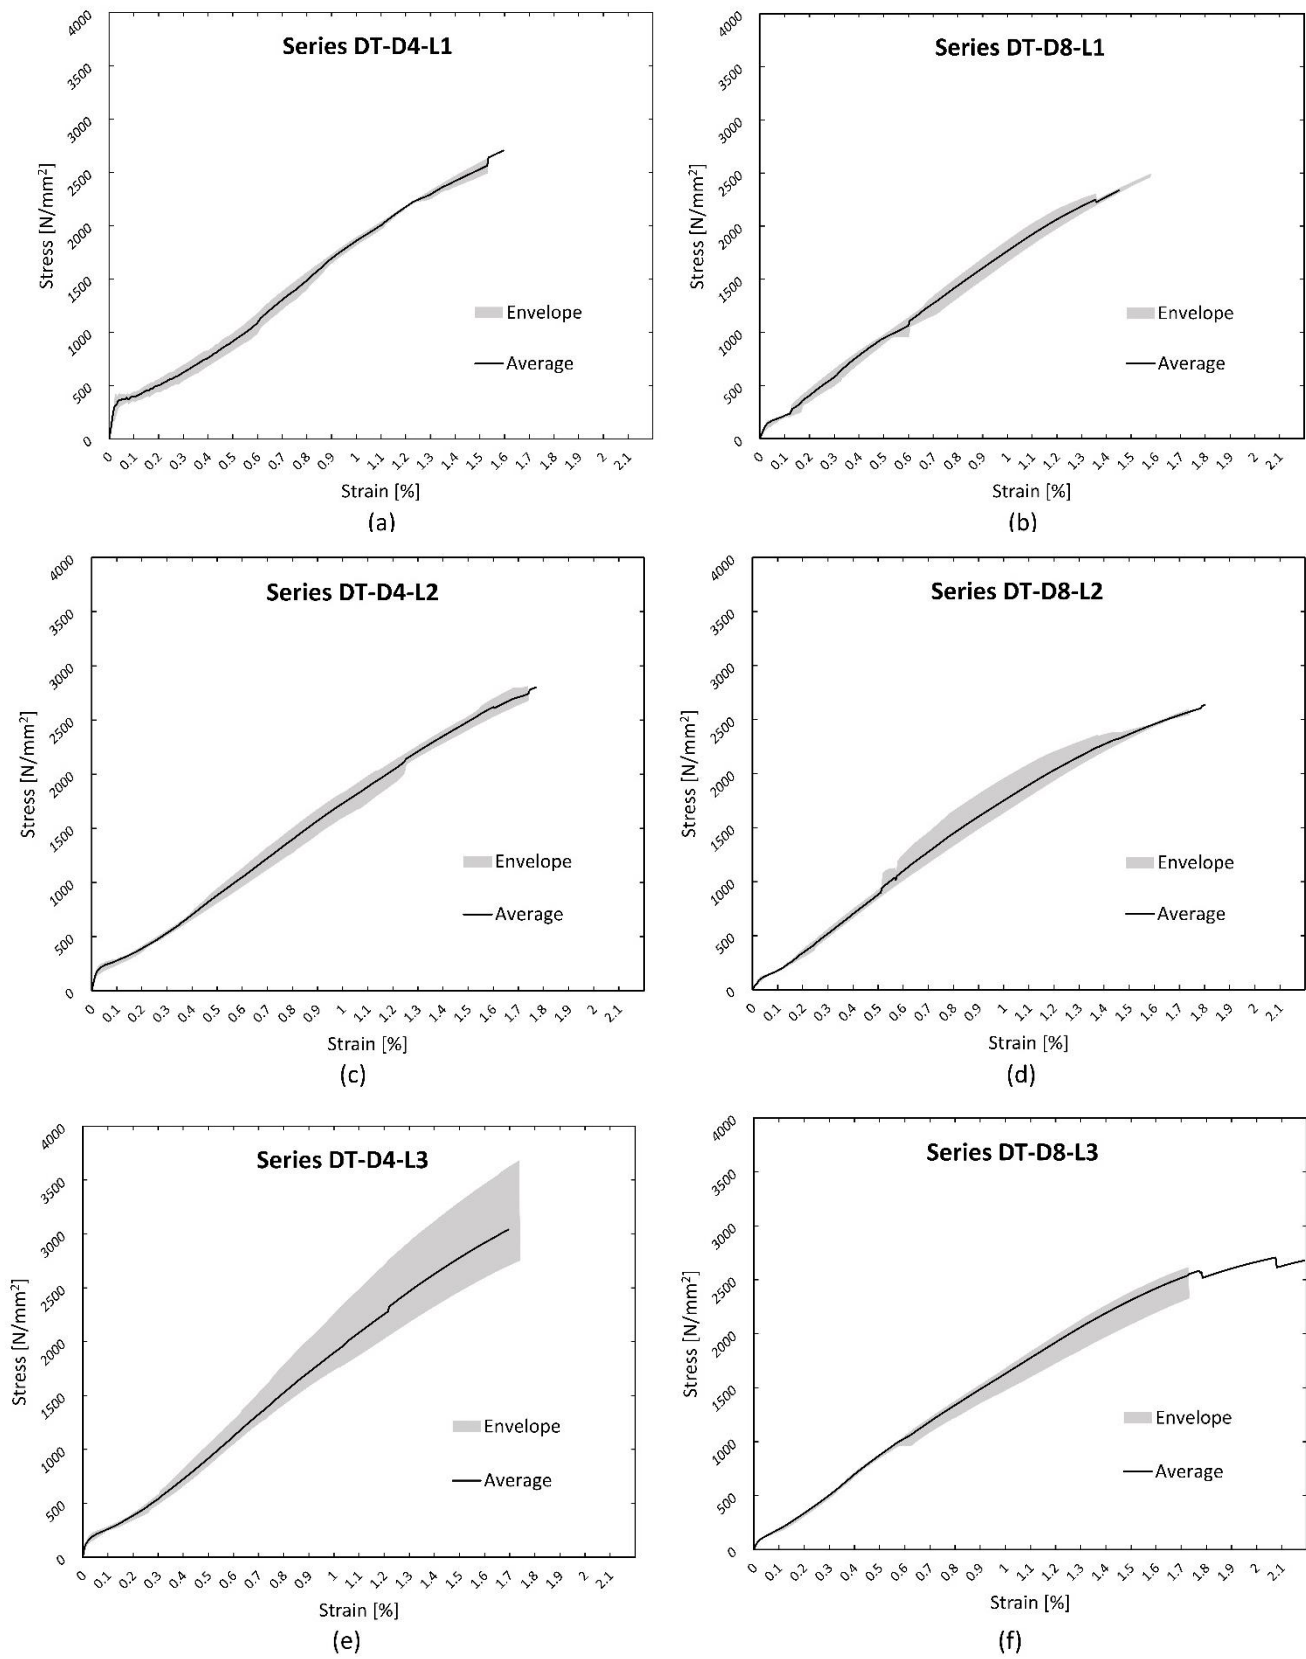 Series DT-D4-L1
Stress [N/mm²]
4000
3500
3000
2500
2000
1500
1000
500
0
Envelope
Average
0 0.1 0.2 0.3 0.4 0.5 0.6 0.7 0.8 0.9 1 1.1 1.2 1.3 1.4 1.5 1.6 1.7 1.8 1.9 2 2.1
Strain [%]
(a)
Series DT-D8-L1
Stress [N/mm²]
4000
3500
3000
2500
2000
1500
1000
500
0
Envelope
Average
0 0.1 0.2 0.3 0.4 0.5 0.6 0.7 0.8 0.9 1 1.1 1.2 1.3 1.4 1.5 1.6 1.7 1.8 1.9 2 2.1
Strain [%]
(b)
Series DT-D4-L2
Stress [N/mm²]
4000
3500
3000
2500
2000
1500
1000
500
0
Envelope
Average
0 0.1 0.2 0.3 0.4 0.5 0.6 0.7 0.8 0.9 1 1.1 1.2 1.3 1.4 1.5 1.6 1.7 1.8 1.9 2 2.1
Strain [%]
(c)
Series DT-D8-L2
Stress [N/mm²]
4000
3500
3000
2500
2000
1500
1000
500
0
Envelope
Average
0 0.1 0.2 0.3 0.4 0.5 0.6 0.7 0.8 0.9 1 1.1 1.2 1.3 1.4 1.5 1.6 1.7 1.8 1.9 2 2.1
Strain [%]
(d)
Series DT-D4-L3
Stress [N/mm²]
4000
3500
3000
2500
2000
1500
1000
500
0
Envelope
Average
0 0.1 0.2 0.3 0.4 0.5 0.6 0.7 0.8 0.9 1 1.1 1.2 1.3 1.4 1.5 1.6 1.7 1.8 1.9 2 2.1
Strain [%]
(e)
Series DT-D8-L3
Stress [N/mm²]
4000
3500
3000
2500
2000
1500
1000
500
0
Envelope
Average
0 0.1 0.2 0.3 0.4 0.5 0.6 0.7 0.8 0.9 1 1.1 1.2 1.3 1.4 1.5 1.6 1.7 1.8 1.9 2 2.1
Strain [%]
(f)